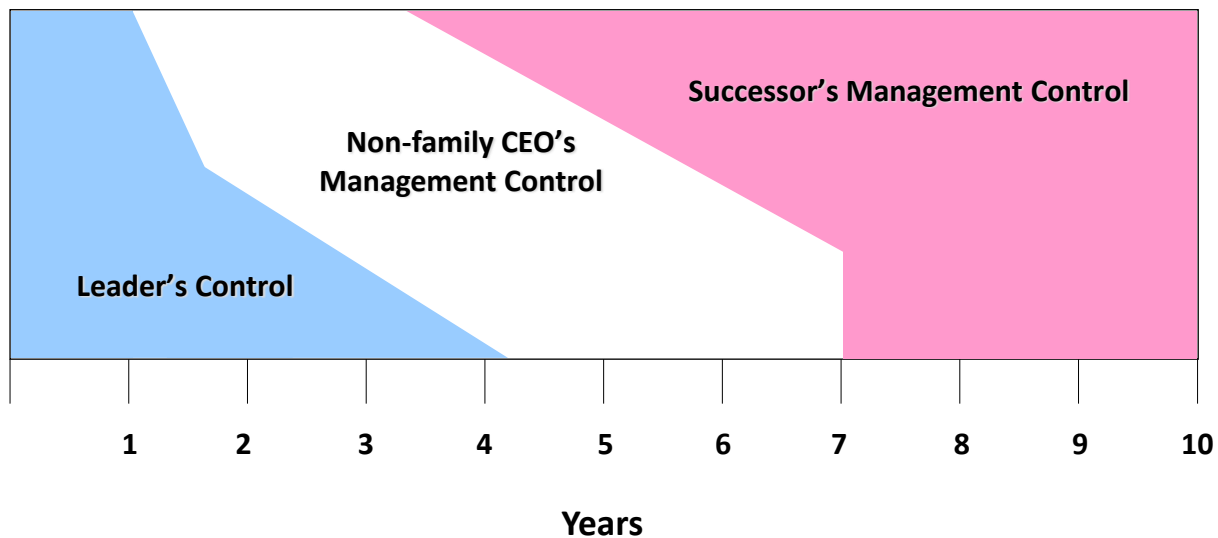 Successor’s Management Control
Non-family CEO’s
Management Control
Leader’s Control
1 2 3 4 5 6 7 8 9 10
Years